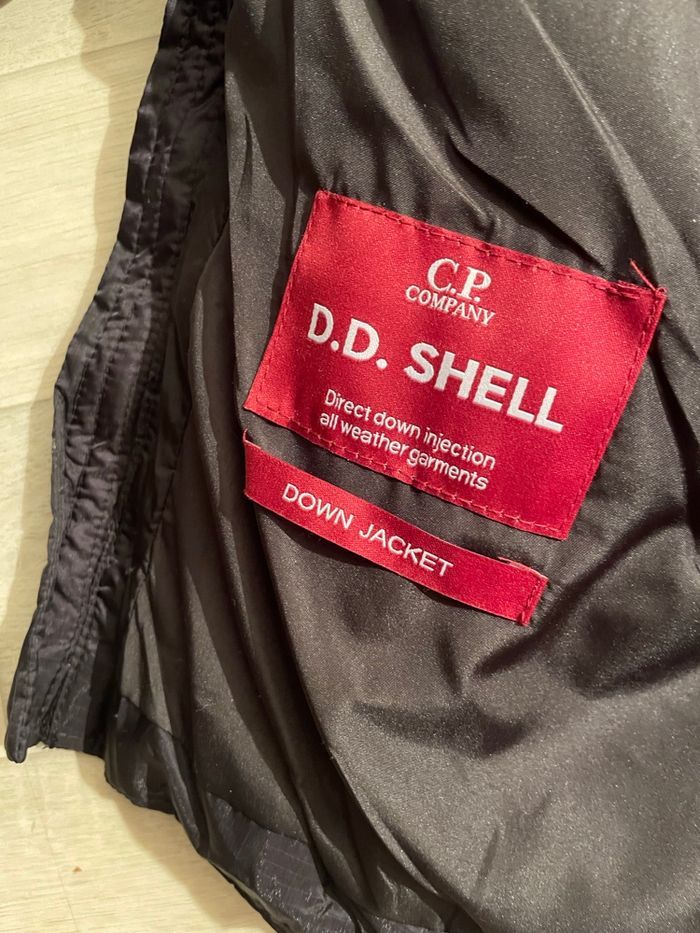 C.P.
COMPANY
D.D. SHELL
Direct down injection
all weather garments
DOWN JACKET